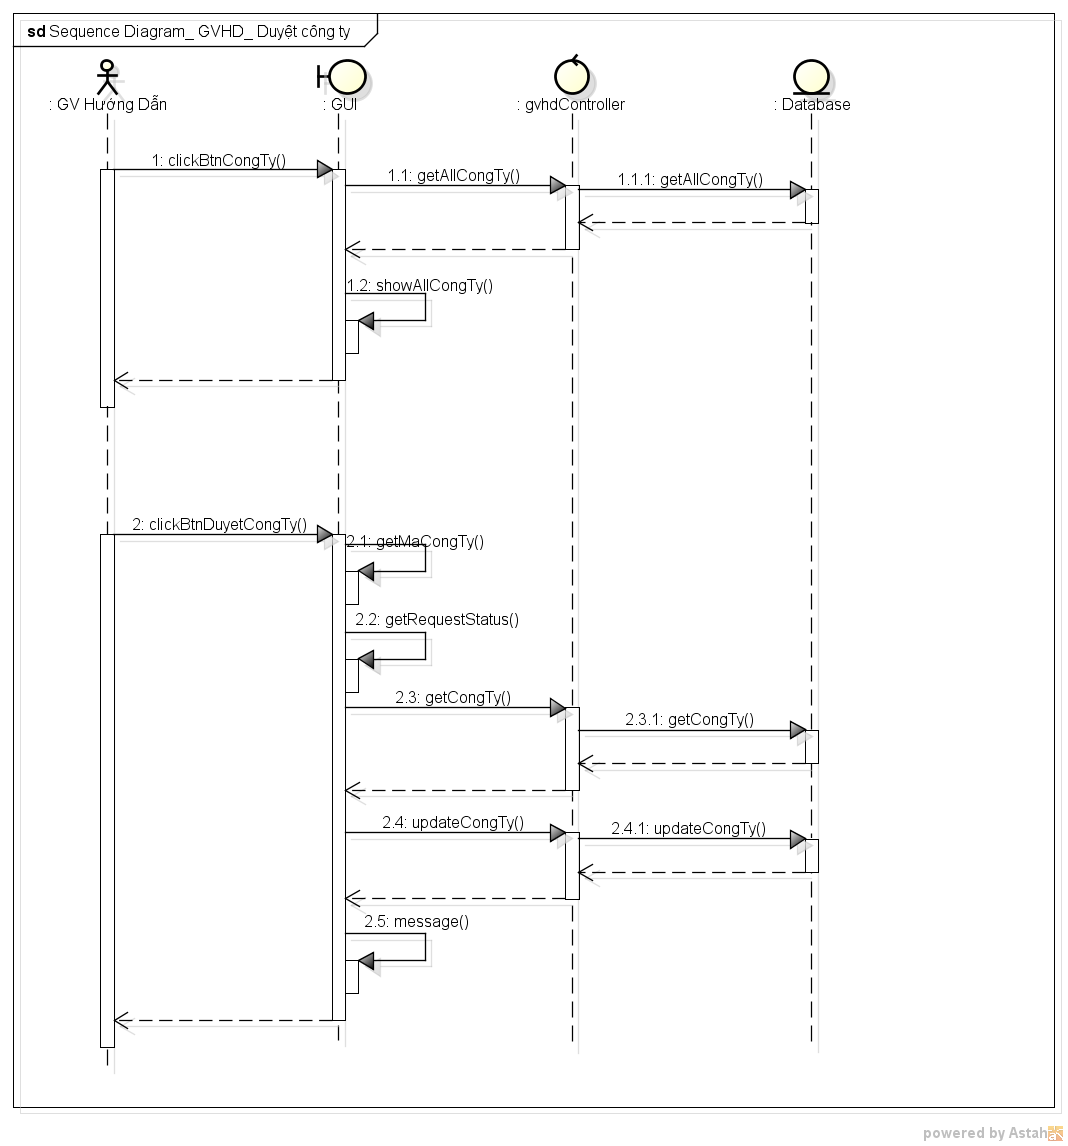 sd Sequence Diagram_ GVHD_ Duyệt công ty
: GV Hướng Dẫn
: GUI
: gvhdController
: Database
1: clickBtnCongTy()
1.1: getAllCongTy()
1.1.1: getAllCongTy()
1.2: showAllCongTy()
2: clickBtnDuyetCongTy()
2.1: getMaCongTy()
2.2: getRequestStatus()
2.3: getCongTy()
2.3.1: getCongTy()
2.4: updateCongTy()
2.4.1: updateCongTy()
2.5: message()
powered by Astah